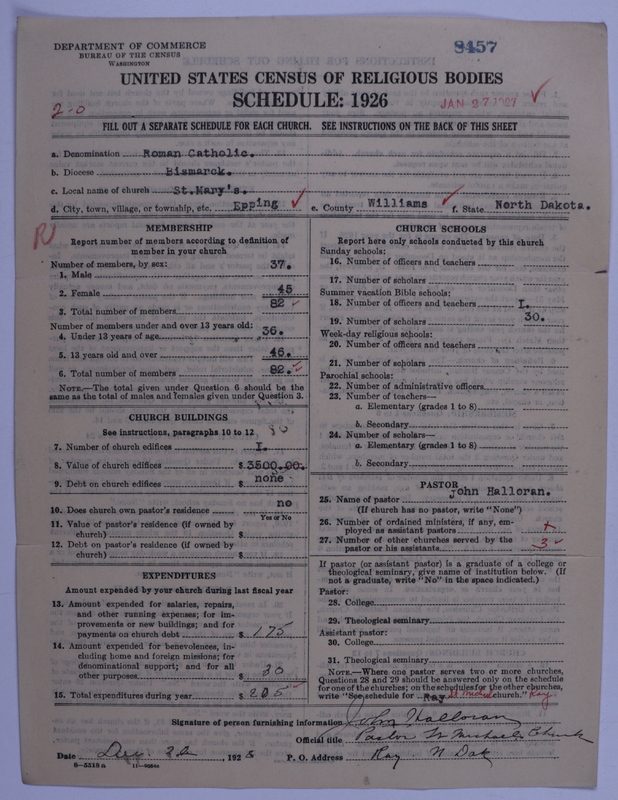 DEPARTMENT OF COMMERCE
BUREAU OF THE CENSUS
WASHINGTON
8457
UNITED STATES CENSUS OF RELIGIOUS BODIES
SCHEDULE: 1926
2-0
JAN 27 1927
FILL OUT A SEPARATE SCHEDULE FOR EACH CHURCH. SEE INSTRUCTIONS ON THE BACK OF THIS SHEET
a. Denomination Roman Catholic.
b. Diocese Bismarok.
c. Local name of church St.Mary's.
d. City, town, village, or township, etc. Epping e. County Williams f. State North Dakota.
MEMBERSHIP
Report number of members according to definition of
member in your church
Number of members, by sex:
1. Male 37.
2. Female 45
3. Total number of members 82
Number of members under and over 13 years old:
4. Under 13 years of age 36.
5. 13 years old and over 46.
6. Total number of members 82.
NOTE.—The total given under Question 6 should be the
same as the total of males and females given under Question 3.
CHURCH BUILDINGS
See instructions, paragraphs 10 to 12
7. Number of church edifices I.
8. Value of church edifices $3500.00.
9. Debt on church edifices $ none
10. Does church own pastor's residence no
Yes or No
11. Value of pastor's residence (if owned by
church) $
12. Debt on pastor's residence (if owned by
church) $
EXPENDITURES
Amount expended by church during last fiscal year
13. Amount expended for salaries, repairs,
and other running expenses; for im-
provements or new buildings; and for
payments on church debt $ 175
14. Amount expended for benevolences, in-
cluding home and foreign missions; for
denominational support; and for all
other purposes $ 30
15. Total expenditures during year $ 205
CHURCH SCHOOLS
Report here only schools conducted by this church
Sunday schools:
16. Number of officers and teachers
17. Number of scholars
Summer vacation Bible schools:
18. Number of officers and teachers I.
19. Number of scholars 30.
Week-day religious schools:
20. Number of officers and teachers
21. Number of scholars
Parochial schools:
22. Number of administrative officers
23. Number of teachers—
a. Elementary (grades 1 to 8)
b. Secondary
24. Number of scholars—
a. Elementary (grades 1 to 8)
b. Secondary
PASTOR
25. Name of pastor John Halloran.
(If church has no pastor, write "None")
26. Number of ordained ministers, if any, em-
ployed as assistant pastors x
27. Number of other churches served by the
pastor or his assistants 3
If pastor (or assistant pastor) is a graduate of a college or
theological seminary, give name of institution below. (If
not a graduate, write "No" in the space indicated.)
Pastor:
28. College
29. Theological seminary
Assistant pastor:
30. College
31. Theological seminary
NOTE.—Where one pastor serves two or more churches,
Questions 28 and 29 should be answered only on the schedule
for one of the churches; on the schedules for the other churches,
write "See schedule for Ray St. Michael church." Ray
Signature of person furnishing information John Halloran
Official title Pastor St Michaels Church
Date Dec. 1926 P. O. Address Ray N Dak
8-5518 a